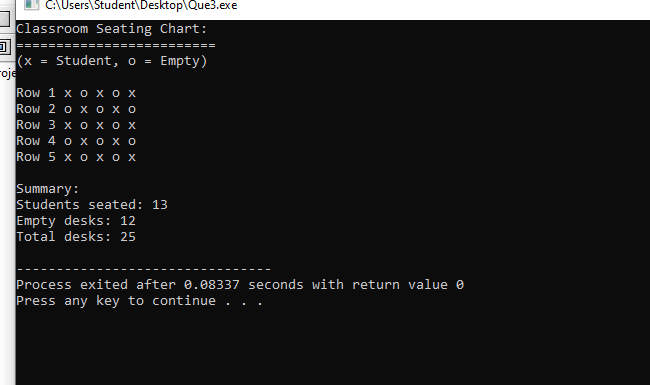 C:\Users\Student\Desktop\Que3.exe
Classroom Seating Chart:
=========================
(x = Student, o = Empty)
Row 1 x o x o x
Row 2 o x o x o
Row 3 x o x o x
Row 4 o x o x o
Row 5 x o x o x
Summary:
Students seated: 13
Empty desks: 12
Total desks: 25
--------------------------------
Process exited after 0.08337 seconds with return value 0
Press any key to continue . . .